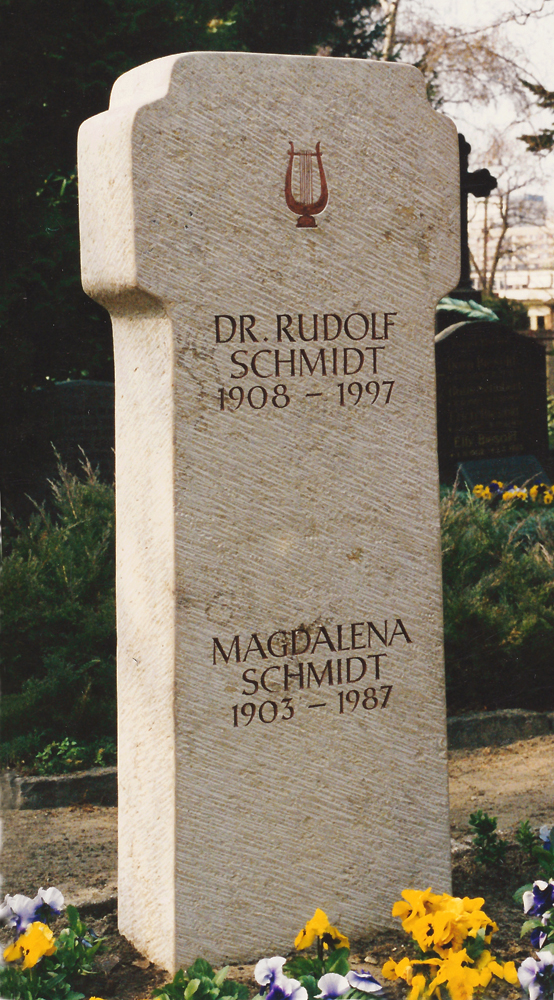 DR. RUDOLF
SCHMIDT
1908 – 1997
MAGDALENA
SCHMIDT
1903 – 1987